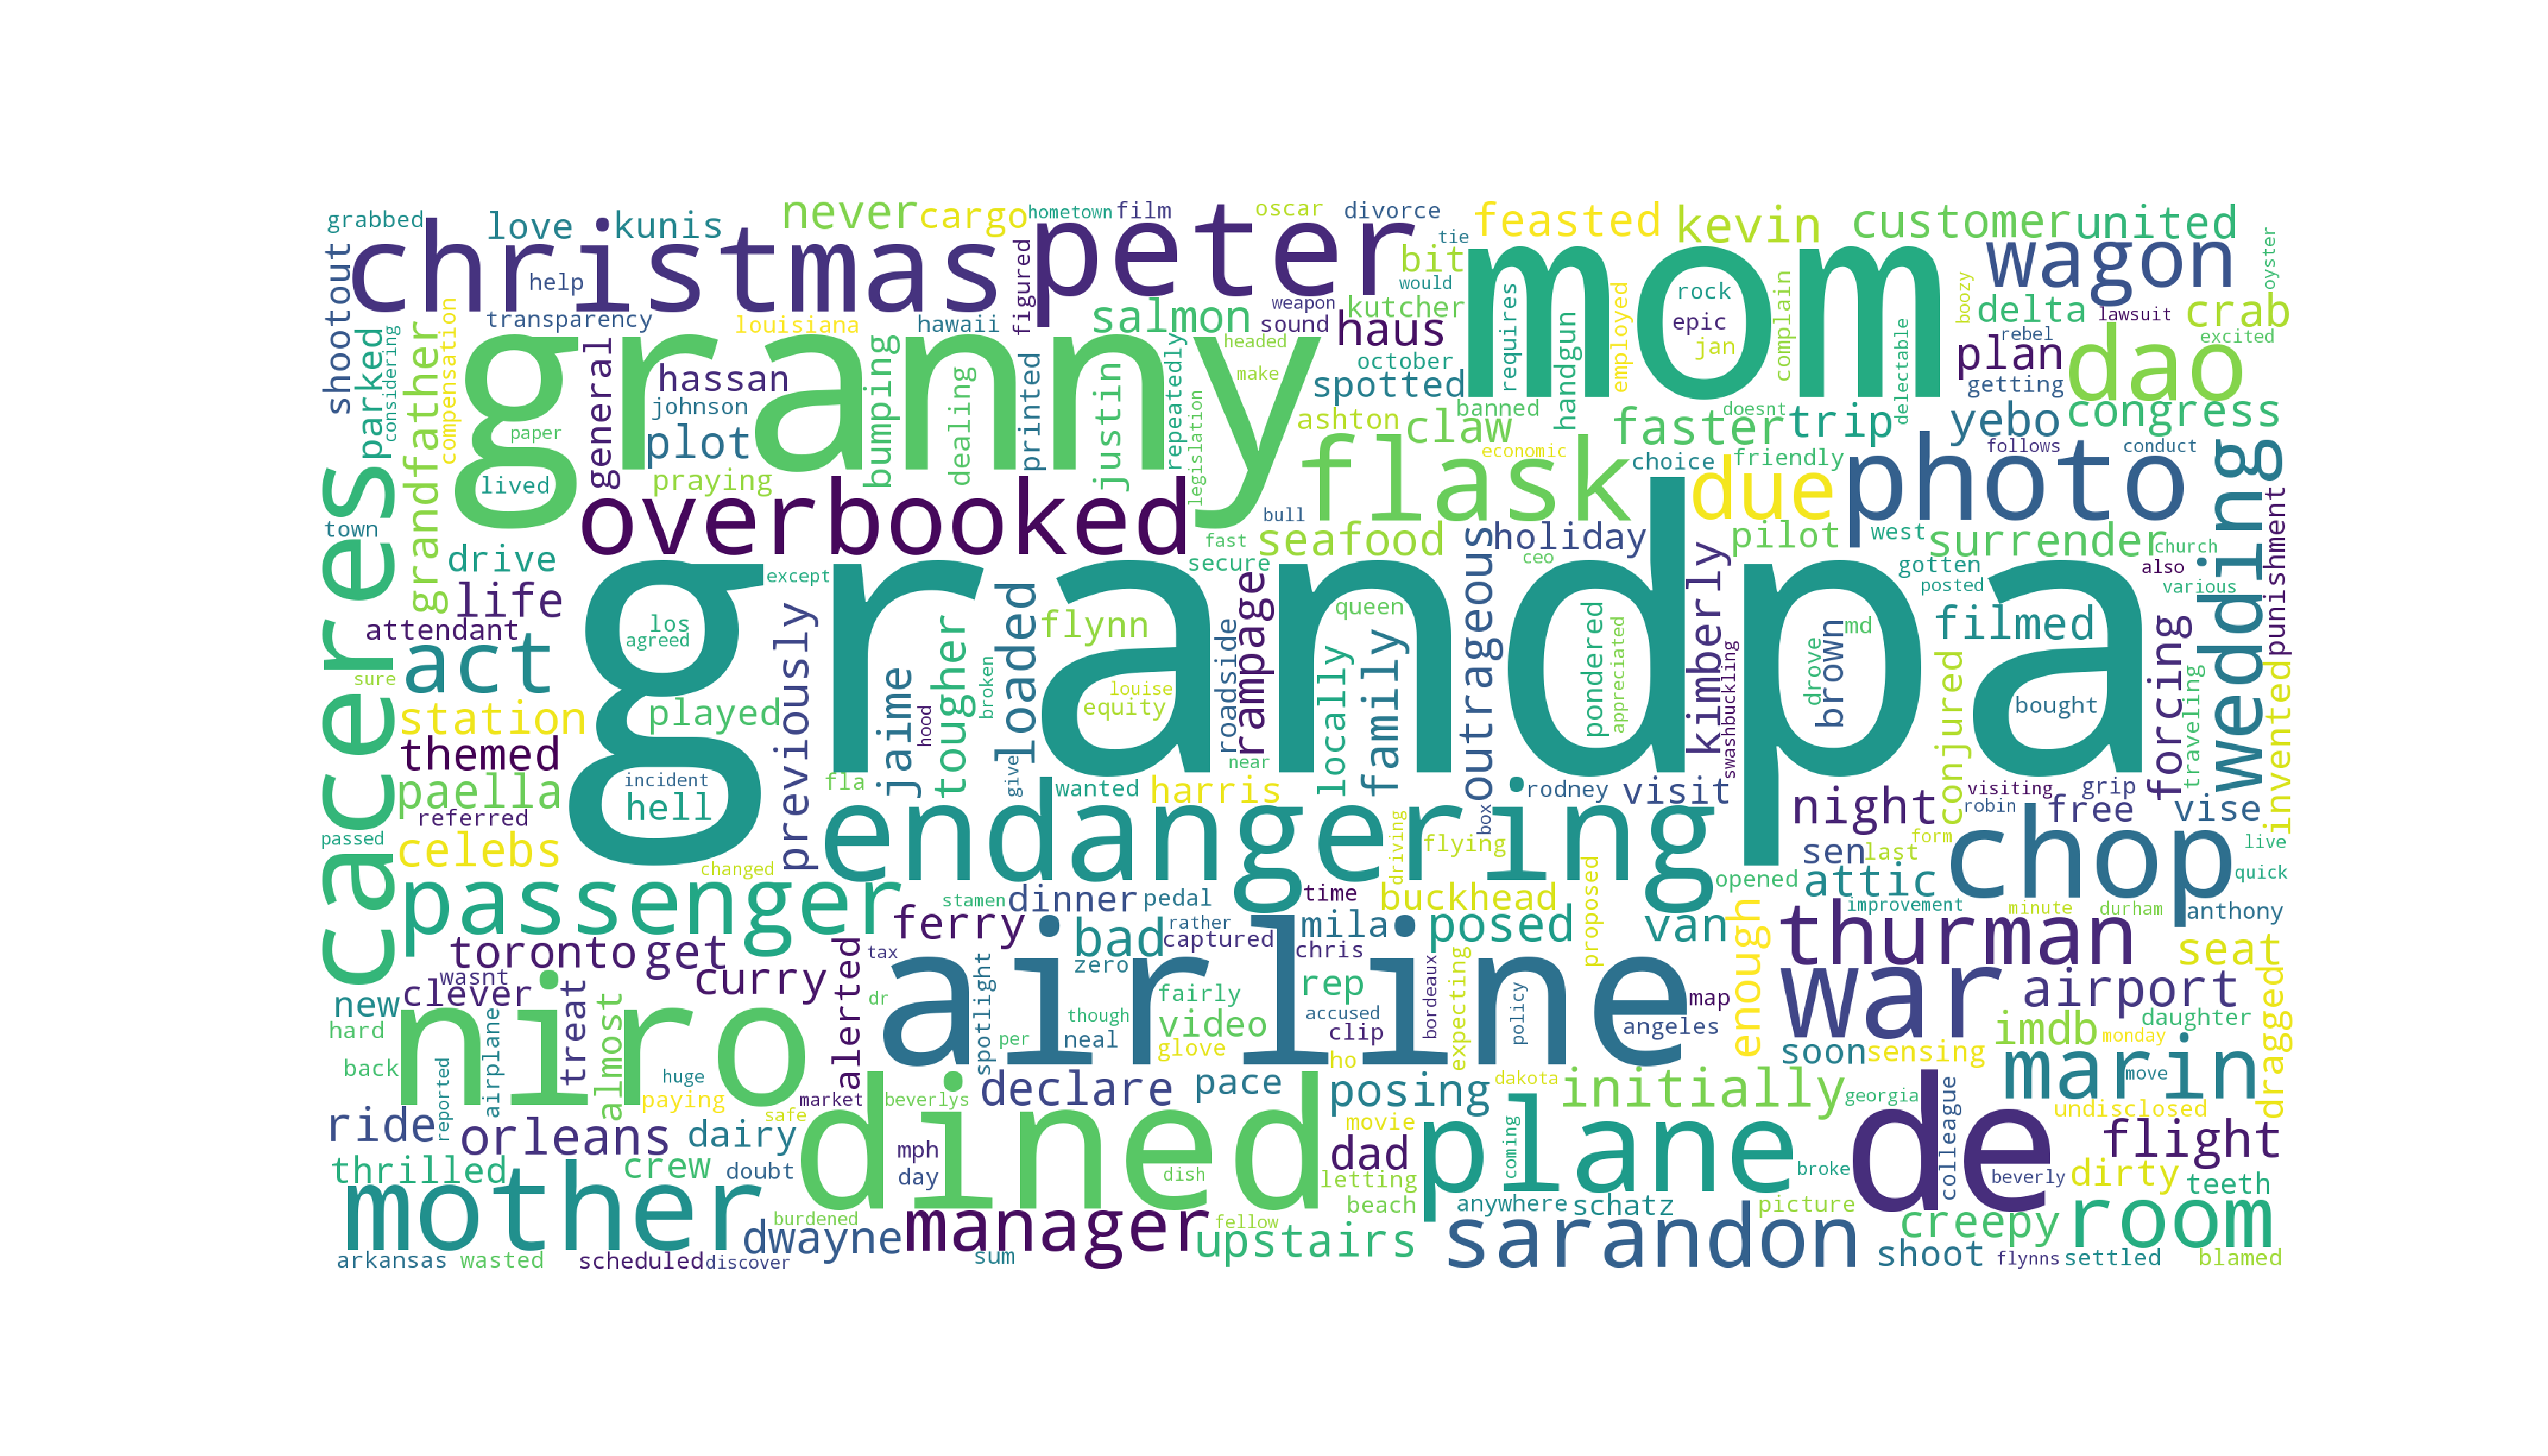 grabbed
love
kunis
never
cargo
hometown
film
oscar
divorce
feasted
kevin
customer
united
christmas
peter
mom
wagon
oyster
shootout
help
figured
tie
bit
would
weapon
kutcher
requires
employed
rock
epic
jan
complain
boozy
delta
lawsuit
crab
rebel
excited
transparency
louisiana
hawaii
salmon
sound
haus
headed
make
october
spotted
handgun
delectable
plan
getting
dao
parked
considering
grandfather
compensation
granny
general
hassan
johnson
plot
praying
bumping
dealing
printed
justin
repeatedly
legislation
paper
lived
ashton
banned
claw
economic
flask
faster
doesnt
trip
choice
friendly
yebo
congress
follows
conduct
due
photo
wedding
punishment
town
caceres
overbooked
bull
fast
secure
seafood
holiday
ceo
pilot
west
surrender
church
gotten
also
posted
various
drive
life
attendant
except
act
los
agreed
grandpa
previously
jaime
tougher
broken
loaded
flynn
roadside
rampage
queen
locally
family
outrageous
pondered
appreciated
kimberly
swashbuckling
md
drove
brown
filmed
conjured
bought
forcing
traveling
invented
sure
station
played
themed
louise
equity
hood
give
near
incident
hell
paella
referred
passed
celebs
changed
fla
wanted
harris
box
rodney
visit
endangering
driving
flying
night
visiting
robin
grip
free
vise
form
live
sen
last
chop
quick
passenger
stamen
dinner
pedal
time
buckhead
proposed
opened
attic
improvement
minute
durham
anthony
ferry
bad
rather
captured
mila
chris
posed
van
enough
thurman
seat
toronto
get
wasnt
clever
curry
alerted
tax
dr
spotlight
zero
airline
rep
bordeaux
expecting
policy
map
angeles
war
airport
dragged
new
hard
back
niro
treat
almost
airplane
reported
though
neal
per
fairly
video
glove
accused
clip
ho
imdb
daughter
monday
soon
sensing
marin
move
huge
paying
market
safe
beverlys
declare
pace
posing
dakota
initially
georgia
colleague
undisclosed
ride
orleans
dairy
dined
mph
day
dish
movie
dad
letting
beach
coming
plane
broke
de
beverly
flight
dirty
teeth
thrilled
crew
doubt
mother
burdened
dwayne
manager
fellow
upstairs
anywhere
schatz
picture
sarandon
creepy
room
shoot
flynns
settled
blamed
arkansas
wasted
scheduled
discover
sum